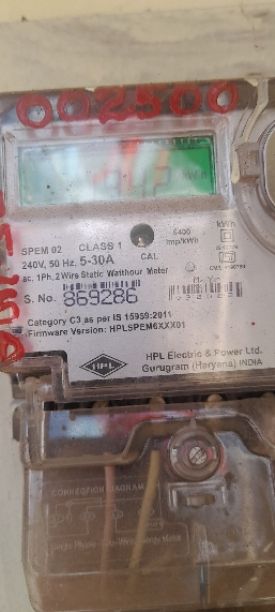 002500
kWh
SPEM 02 CLASS 1
6400
imp/kWh
240V, 50 Hz, 5-30A CAL
ac. 1Ph, 2Wire Static Watthour Meter
S. No. 869286
Category C3 as per IS 15959:2011
Firmware Version: HPLSPEM6XXX01
HPL
HPL Electric & Power Ltd.
Gurugram (Haryana) INDIA
CONNECTION DIAGRAM